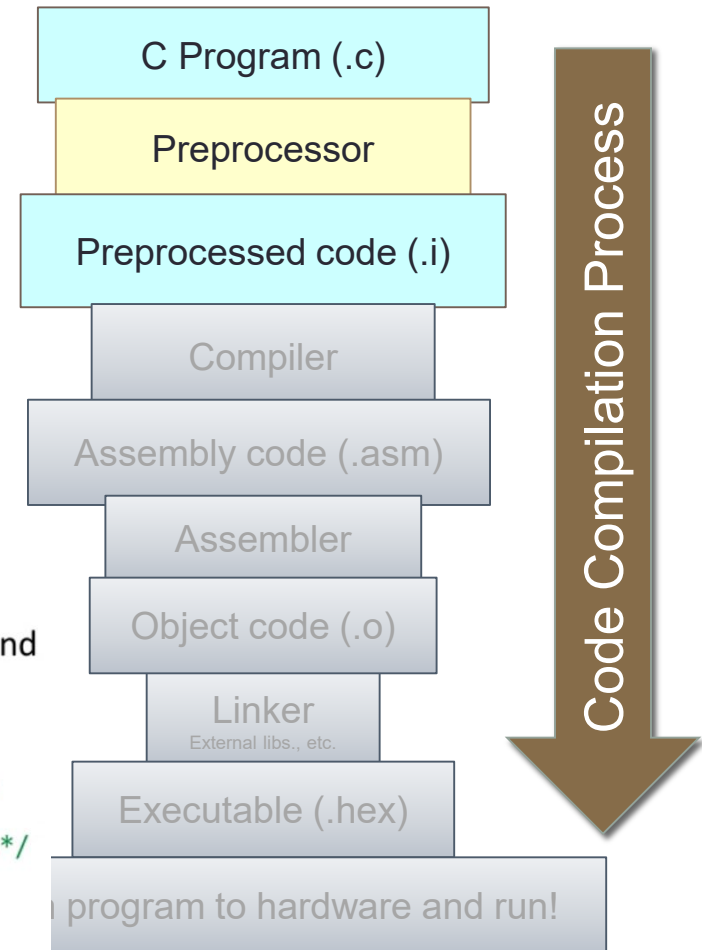 C Program (.c)
Preprocessor
Preprocessed code (.i)
Compiler
Assembly code (.asm)
Assembler
nd
Object code (.o)
Linker
External libs., etc.
Executable (.hex)
*/
program to hardware and run!
Code Compilation Process